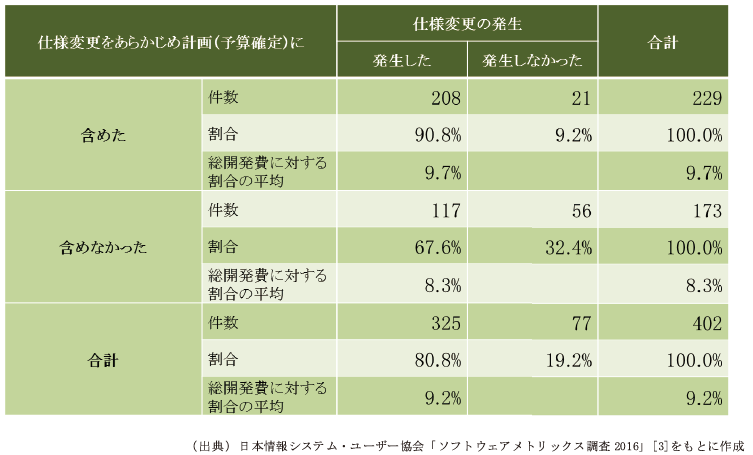 仕様変更をあらかじめ計画(予算確定)に
仕様変更の発生
合計
発生した
発生しなかった
含めた
件数
208
21
229
割合
90.8%
9.2%
100.0%
総開発費に対する
割合の平均
9.7%
9.7%
含めなかった
件数
117
56
173
割合
67.6%
32.4%
100.0%
総開発費に対する
割合の平均
8.3%
8.3%
合計
件数
325
77
402
割合
80.8%
19.2%
100.0%
総開発費に対する
割合の平均
9.2%
9.2%
(出典)日本情報システム・ユーザー協会「ソフトウェアメトリックス調査2016」[3]をもとに作成